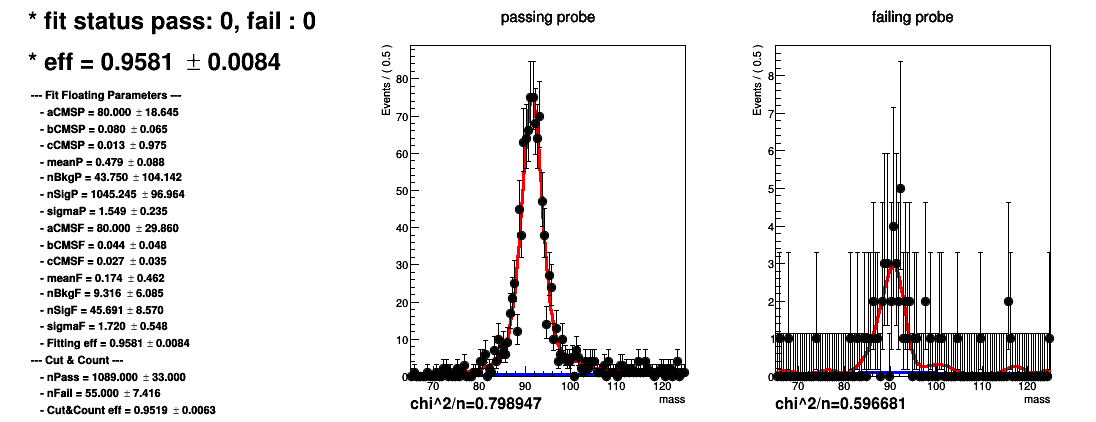 * fit status pass: 0, fail : 0
* eff = 0.9581 ± 0.0084
--- Fit Floating Parameters ---
- aCMSP = 80.000 ± 18.645
- bCMSP = 0.080 ± 0.065
- cCMSP = 0.013 ± 0.975
- meanP = 0.479 ± 0.088
- nBkgP = 43.750 ± 104.142
- nSigP = 1045.245 ± 96.964
- sigmaP = 1.549 ± 0.235
- aCMSF = 80.000 ± 29.860
- bCMSF = 0.044 ± 0.048
- cCMSF = 0.027 ± 0.035
- meanF = 0.174 ± 0.462
- nBkgF = 9.316 ± 6.085
- nSigF = 45.691 ± 8.570
- sigmaF = 1.720 ± 0.548
- Fitting eff = 0.9581 ± 0.0084
--- Cut & Count ---
- nPass = 1089.000 ± 33.000
- nFail = 55.000 ± 7.416
- Cut&Count eff = 0.9519 ± 0.0063
passing probe
Events / ( 0.5 )
80
70
60
50
40
30
20
10
0
70 80 90 100 110 120
mass
chi^2/n=0.798947
failing probe
Events / ( 0.5 )
8
7
6
5
4
3
2
1
0
70 80 90 100 110 120
mass
chi^2/n=0.596681